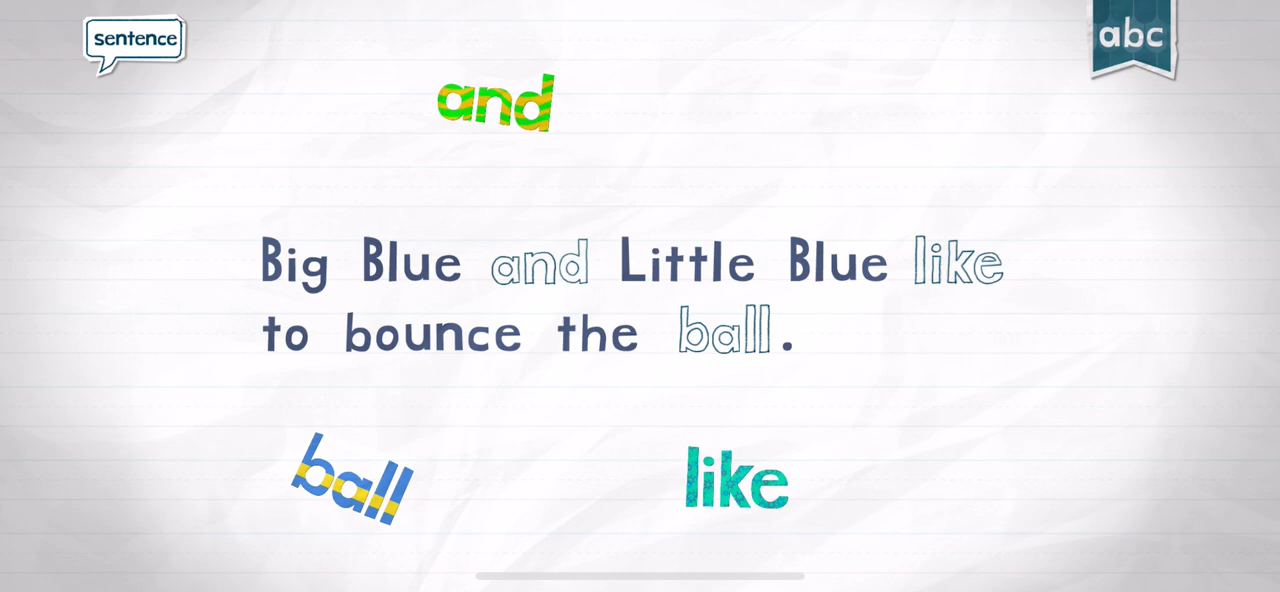 sentence
abc
and
Big Blue and Little Blue like
to bounce the ball.
ball
like